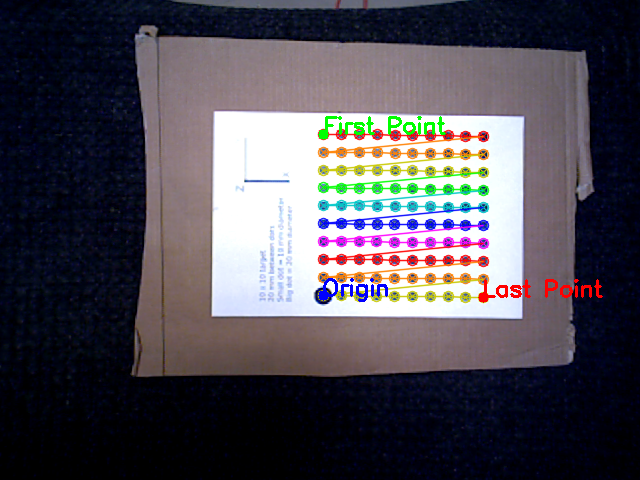 First Point
Origin
Last Point
10 x 10 target
20 mm between dots
Small dot = 10 mm diameter
Big dot = 20 mm diameter
Z
x